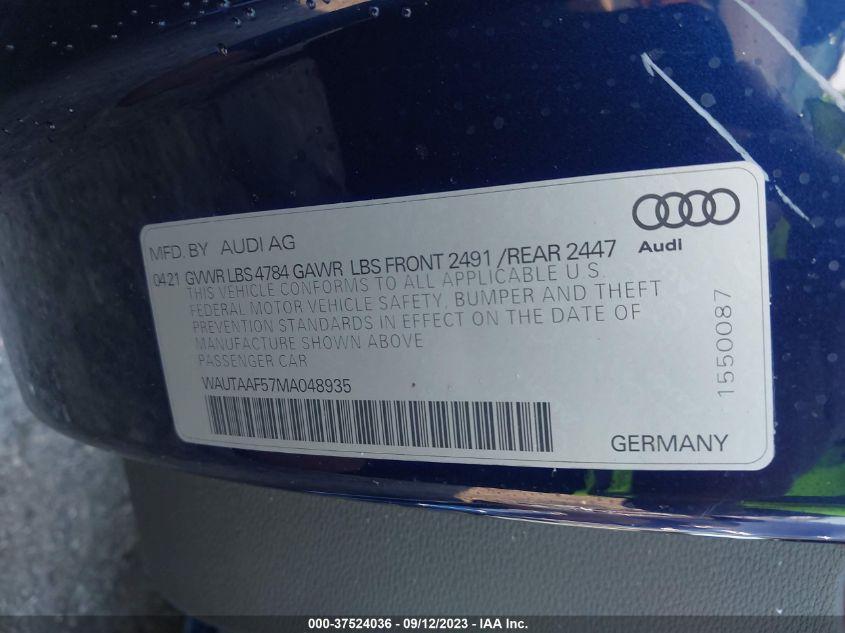 MFD. BY AUDI AG
Audi
0421 GVWR LBS 4784 GAWR LBS FRONT 2491 /REAR 2447
THIS VEHICLE CONFORMS TO ALL APPLICABLE U.S.
FEDERAL MOTOR VEHICLE SAFETY, BUMPER AND THEFT
PREVENTION STANDARDS IN EFFECT ON THE DATE OF
MANUFACTURE SHOWN ABOVE
PASSENGER CAR
WAUTAAF57MA048935
1550087
GERMANY
000-37524036 - 09/12/2023 - IAAI Inc.